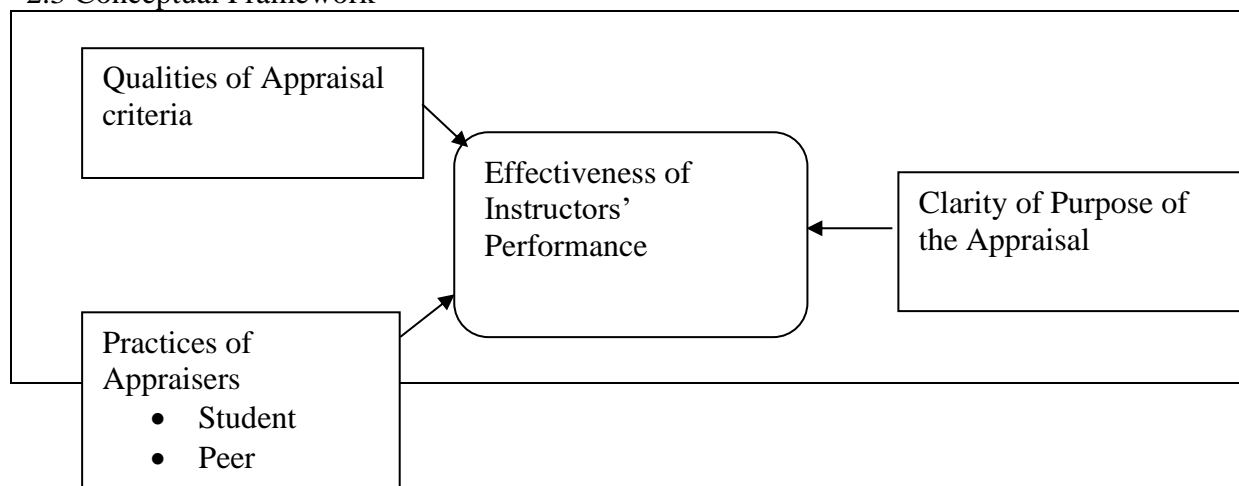 2.3 Conceptual Framework
Qualities of Appraisal
criteria
Effectiveness of
Instructors’
Performance
Clarity of Purpose of
the Appraisal
Practices of
Appraisers
• Student
• Peer